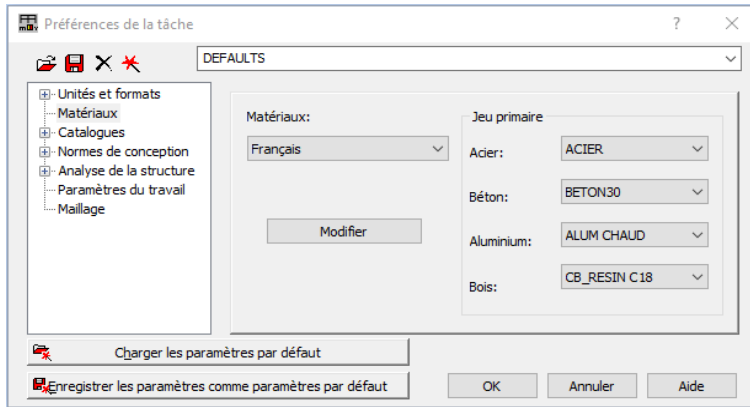 Préférences de la tâche
DEFAULTS
Unités et formats
Matériaux
Catalogues
Normes de conception
Analyse de la structure
Paramètres du travail
Maillage
Matériaux:
Français
Modifier
Jeu primaire
Acier:
ACIER
Béton:
BETON30
Aluminium:
ALUM CHAUD
Bois:
CB_RESIN C18
Charger les paramètres par défaut
Enregistrer les paramètres comme paramètres par défaut
OK
Annuler
Aide